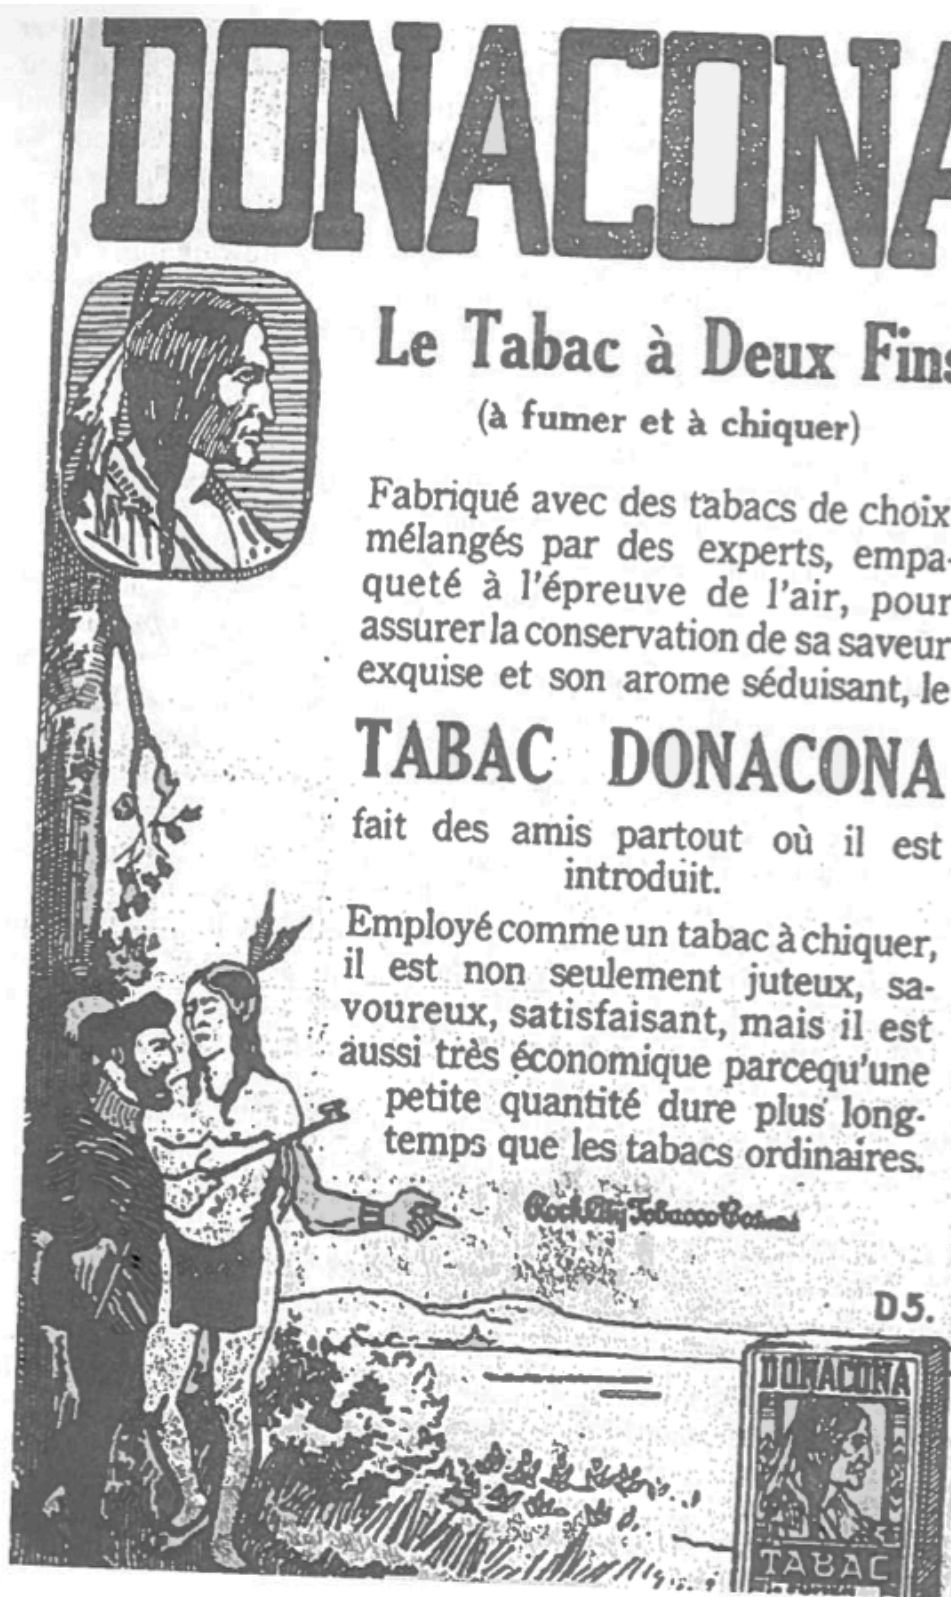 DONACONA
Le Tabac à Deux Fins
(à fumer et à chiquer)
Fabriqué avec des tabacs de choix
mélangés par des experts, empa-
queté à l'épreuve de l'air, pour
assurer la conservation de sa saveur
exquise et son arome séduisant, le
TABAC DONACONA
fait des amis partout où il est
introduit.
Employé comme un tabac à chiquer,
il est non seulement juteux, sa-
voureux, satisfaisant, mais il est
aussi très économique parcequ'une
petite quantité dure plus long-
temps que les tabacs ordinaires.
Rock City Tobacco
D5.
DONACONA
TABAC